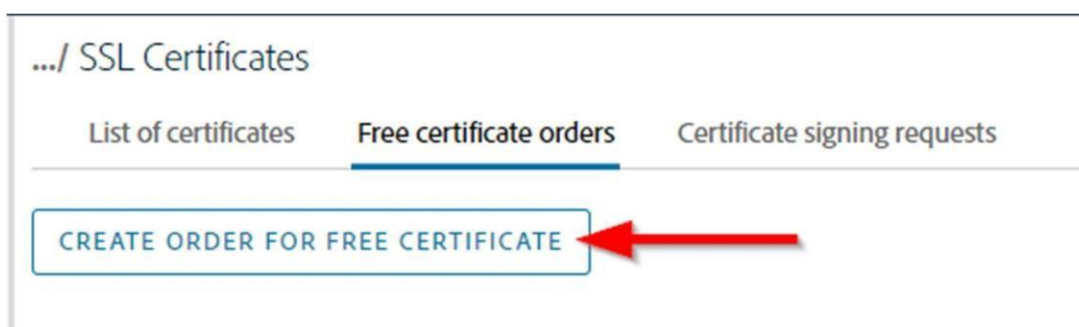 .../ SSL Certificates
List of certificates Free certificate orders Certificate signing requests
CREATE ORDER FOR FREE CERTIFICATE